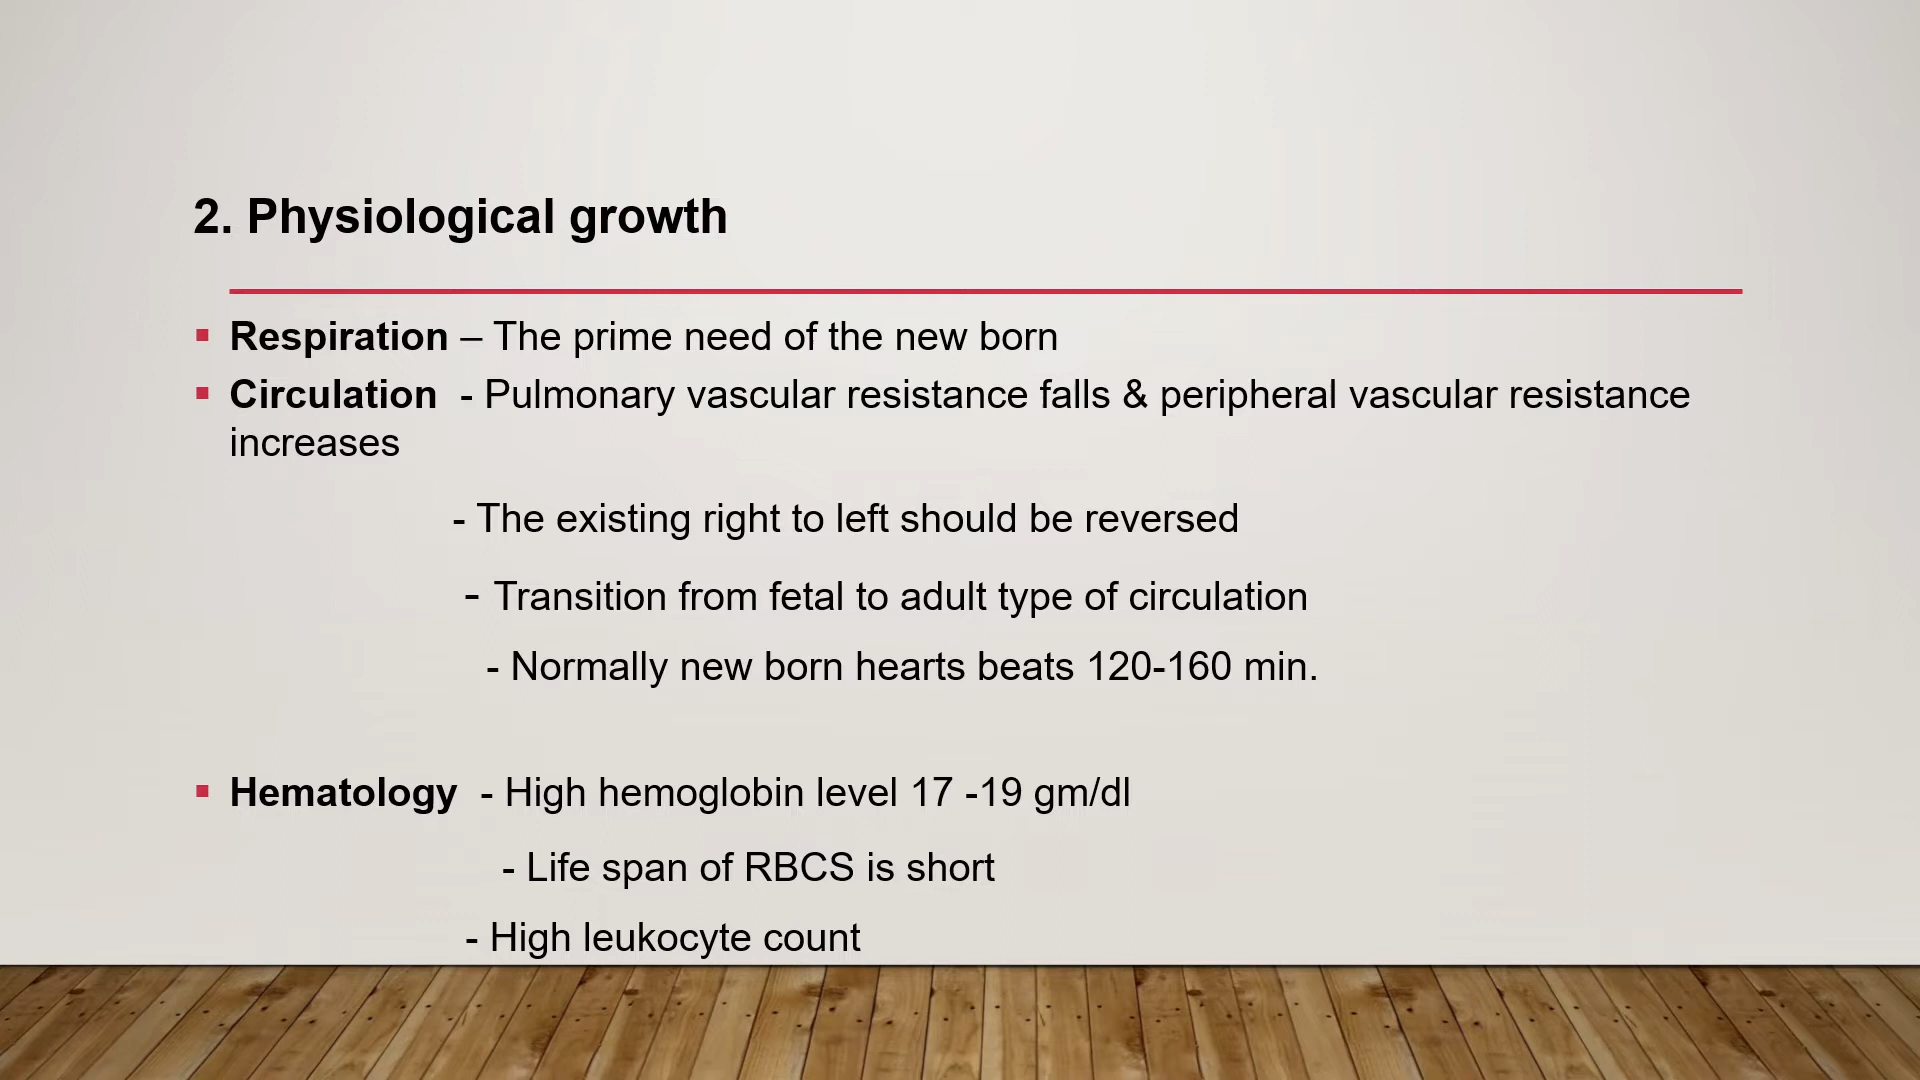 2. Physiological growth
▪ Respiration – The prime need of the new born
▪ Circulation  - Pulmonary vascular resistance falls & peripheral vascular resistance
increases
- The existing right to left should be reversed
- Transition from fetal to adult type of circulation
- Normally new born hearts beats 120-160 min.
▪ Hematology  - High hemoglobin level 17 -19 gm/dl
- Life span of RBCS is short
- High leukocyte count